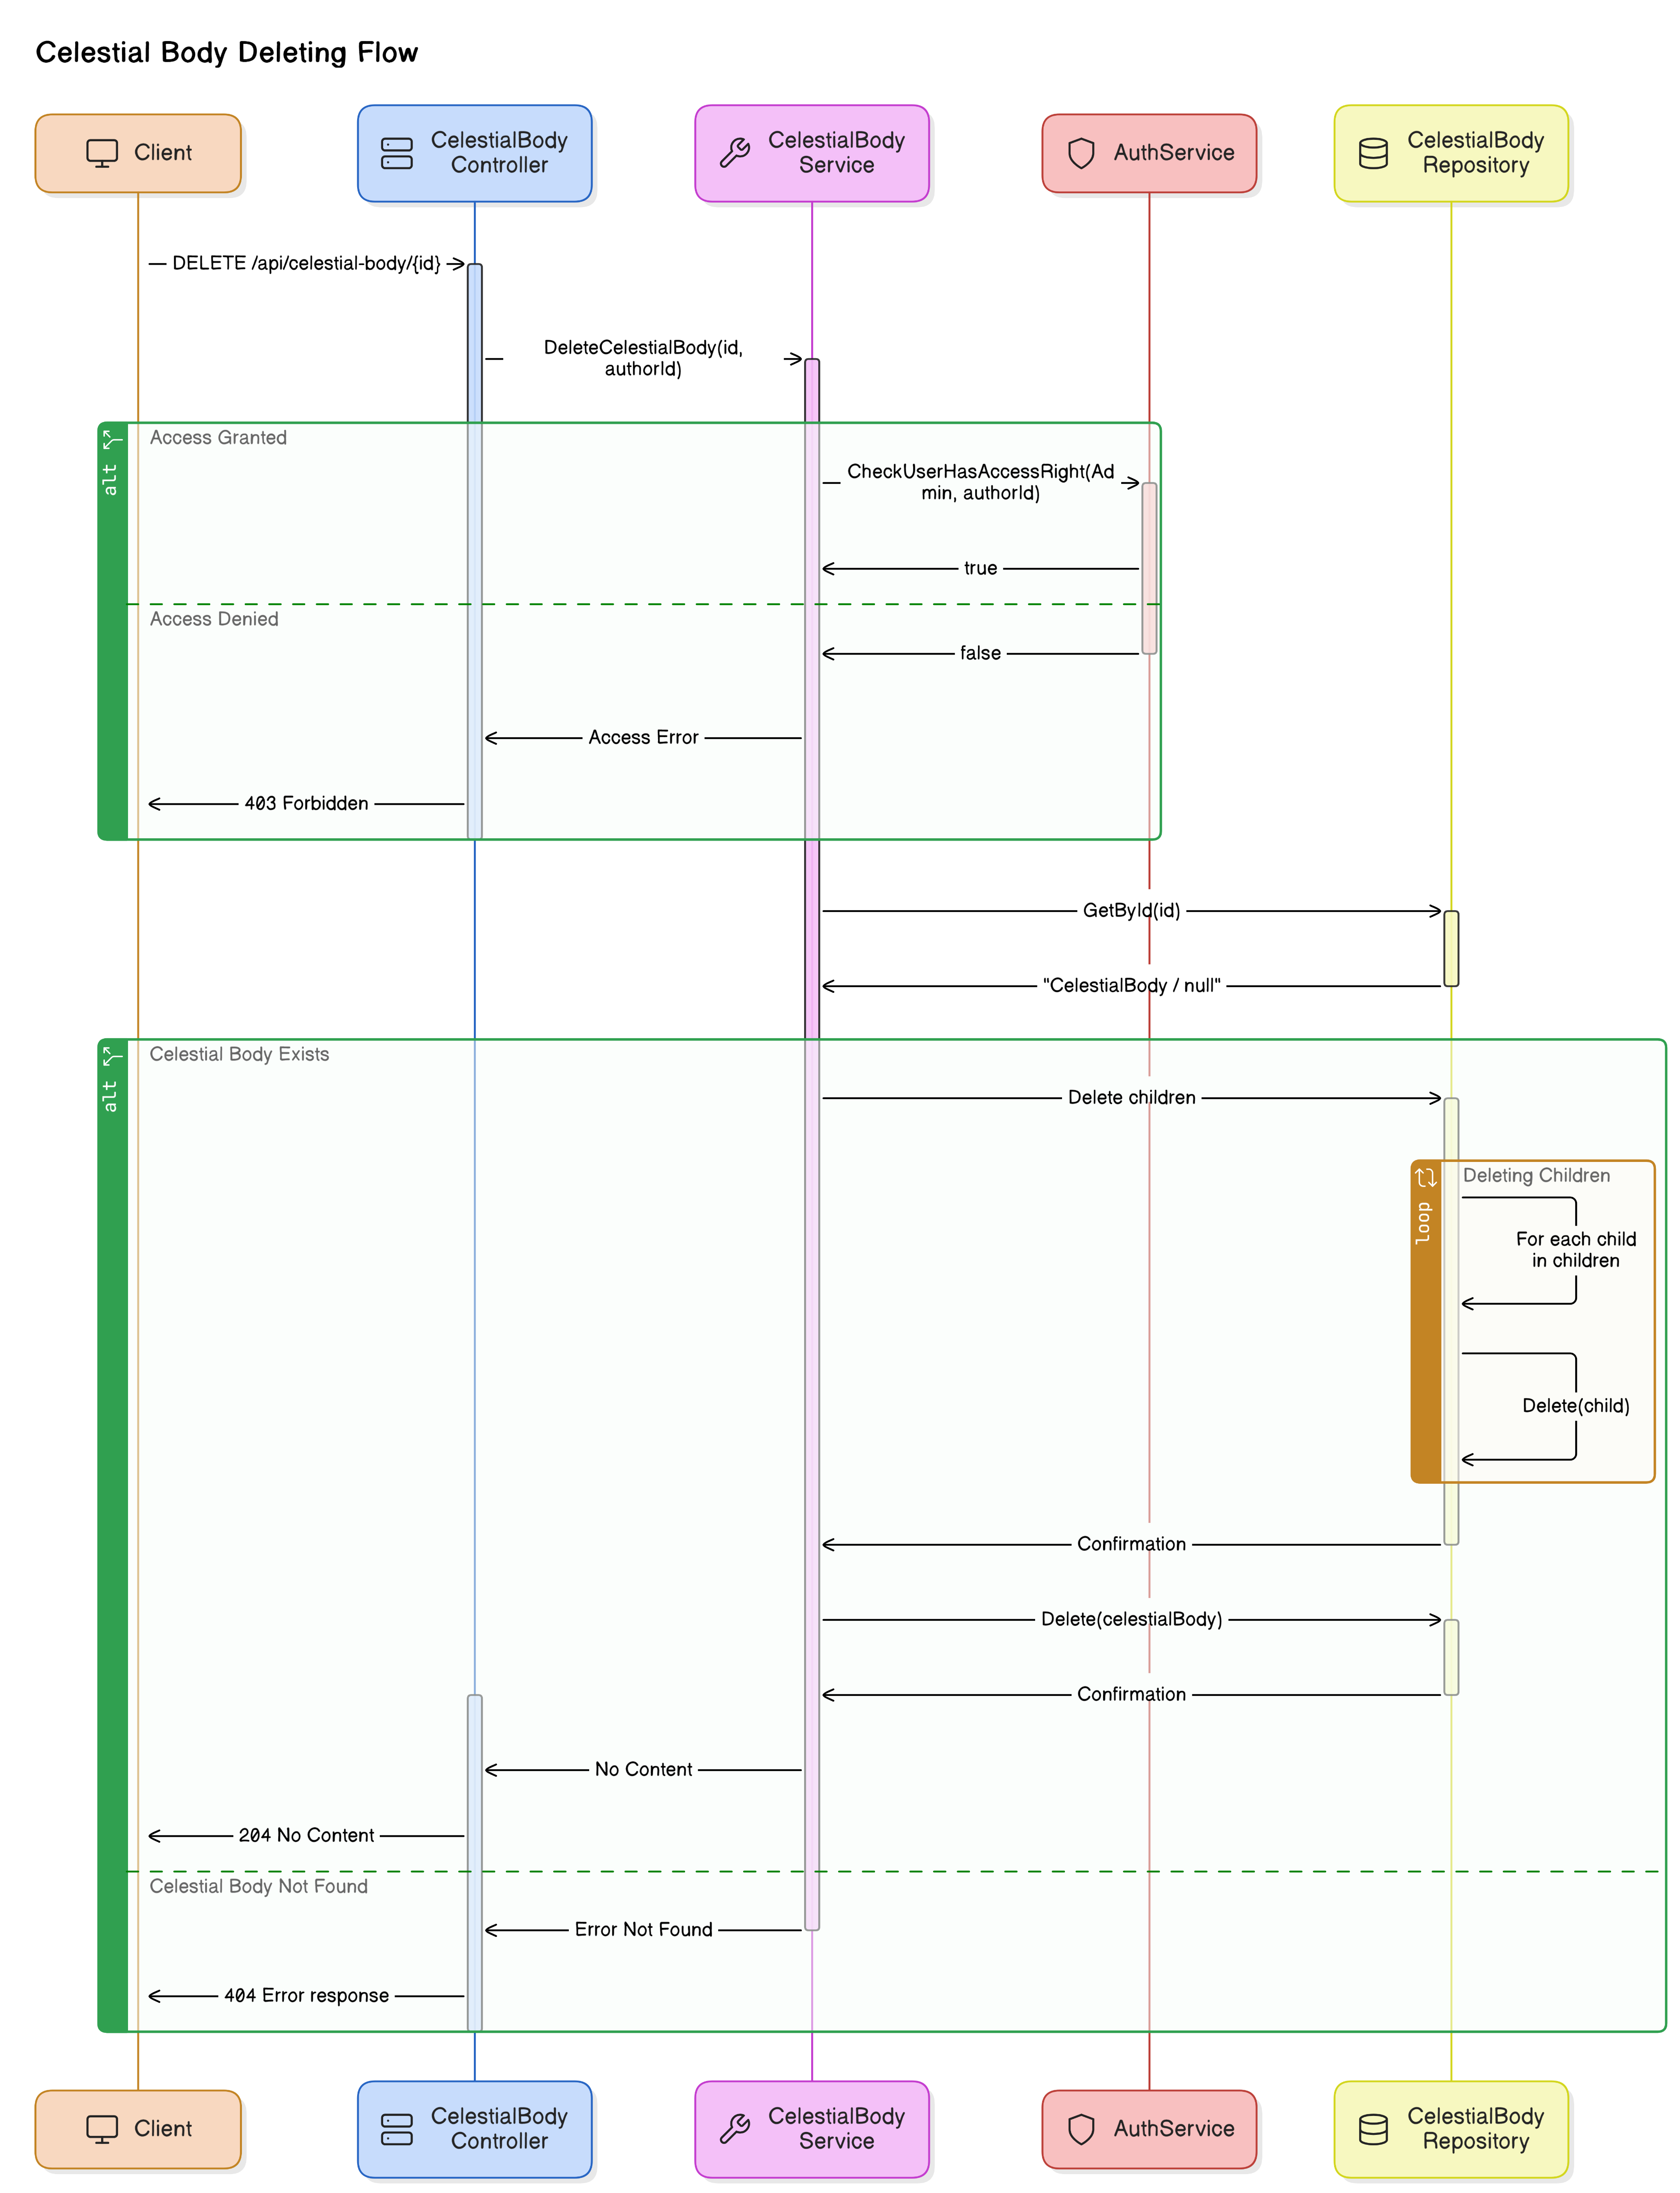 Celestial Body Deleting Flow
Client
CelestialBody
Controller
CelestialBody
Service
AuthService
CelestialBody
Repository
DELETE /api/celestial-body/{id}
DeleteCelestialBody(id,
authorId)
alt
Access Granted
CheckUserHasAccessRight(Ad
min, authorId)
true
Access Denied
false
Access Error
403 Forbidden
GetById(id)
"CelestialBody / null"
alt
Celestial Body Exists
Delete children
loop
Deleting Children
For each child
in children
Delete(child)
Confirmation
Delete(celestialBody)
Confirmation
No Content
204 No Content
Celestial Body Not Found
Error Not Found
404 Error response
Client
CelestialBody
Controller
CelestialBody
Service
AuthService
CelestialBody
Repository